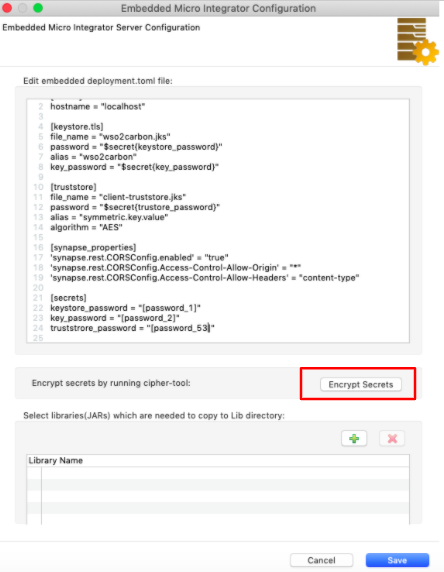 Embedded Micro Integrator Configuration
Embedded Micro Integrator Server Configuration
Edit embedded deployment.toml file:
2 hostname = "localhost"
3
4 [keystore.tls]
5 file_name = "wso2carbon.jks"
6 password = "$secret{keystore_password}"
7 alias = "wso2carbon"
8 key_password = "$secret{key_password}"
9
10 [truststore]
11 file_name = "client-truststore.jks"
12 password = "$secret{trustore_password}"
13 alias = "symmetric.key.value"
14 algorithm = "AES"
15
16 [synapse_properties]
17 'synapse.rest.CORSConfig.enabled' = "true"
18 'synapse.rest.CORSConfig.Access-Control-Allow-Origin' = "*"
19 'synapse.rest.CORSConfig.Access-Control-Allow-Headers' = "content-type"
20
21 [secrets]
22 keystore_password = "[password_1]"
23 key_password = "[password_2]"
24 truststrore_password = "[password_53]"
25
Encrypt secrets by running cipher-tool:
Encrypt Secrets
Select libraries(JARs) which are needed to copy to Lib directory:
Library Name
Cancel
Save